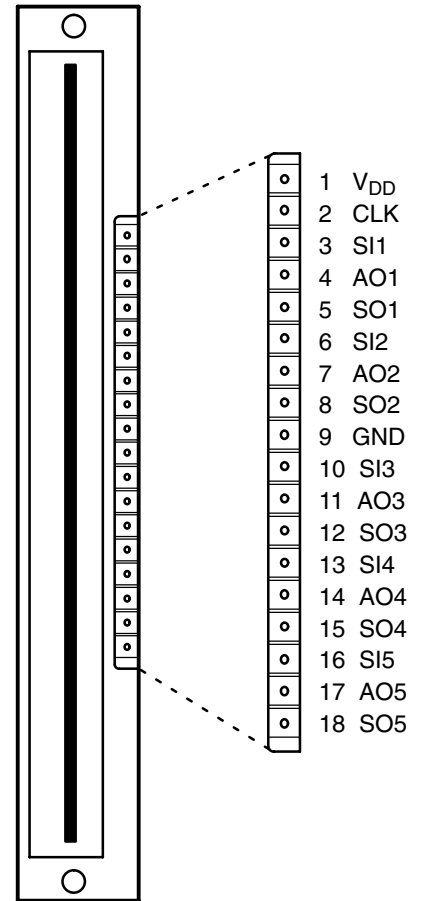 1 VDD
2 CLK
3 SI1
4 AO1
5 SO1
6 SI2
7 AO2
8 SO2
9 GND
10 SI3
11 AO3
12 SO3
13 SI4
14 AO4
15 SO4
16 SI5
17 AO5
18 SO5